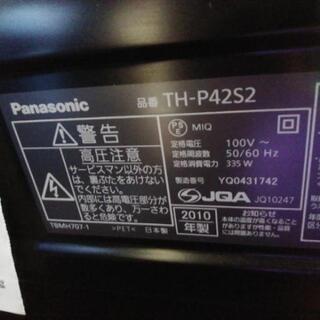 Panasonic
品番 TH-P42S2
警告
高圧注意
サービスマン以外の方は、
裏ぶたをあけないで
ください。
内部には高電圧部分が
数多くあり、万一さわる
と危険です。
TBMH707-1
>PET< 日本製
PS E MIQ
定格電圧 100V～
定格周波数 50/60 Hz
定格消費電力 335 W
製造番号 YQ0431742
JQA
JQ10247
2010
年製
お知らせ